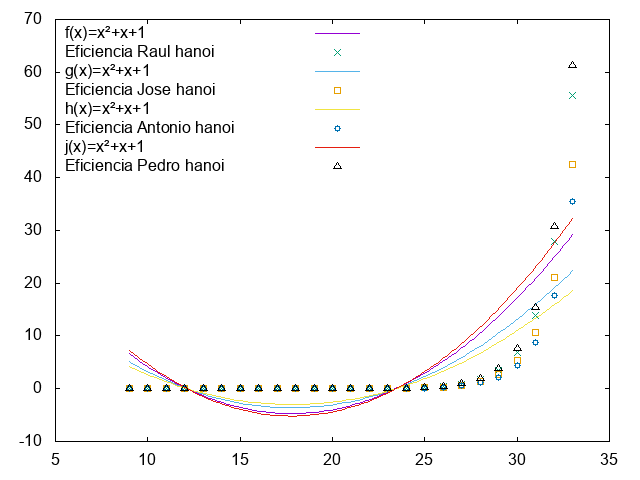 70
60
50
40
30
20
10
0
-10
5
10
15
20
25
30
35
f(x)=x²+x+1
Eficiencia Raul hanoi
g(x)=x²+x+1
Eficiencia Jose hanoi
h(x)=x²+x+1
Eficiencia Antonio hanoi
j(x)=x²+x+1
Eficiencia Pedro hanoi